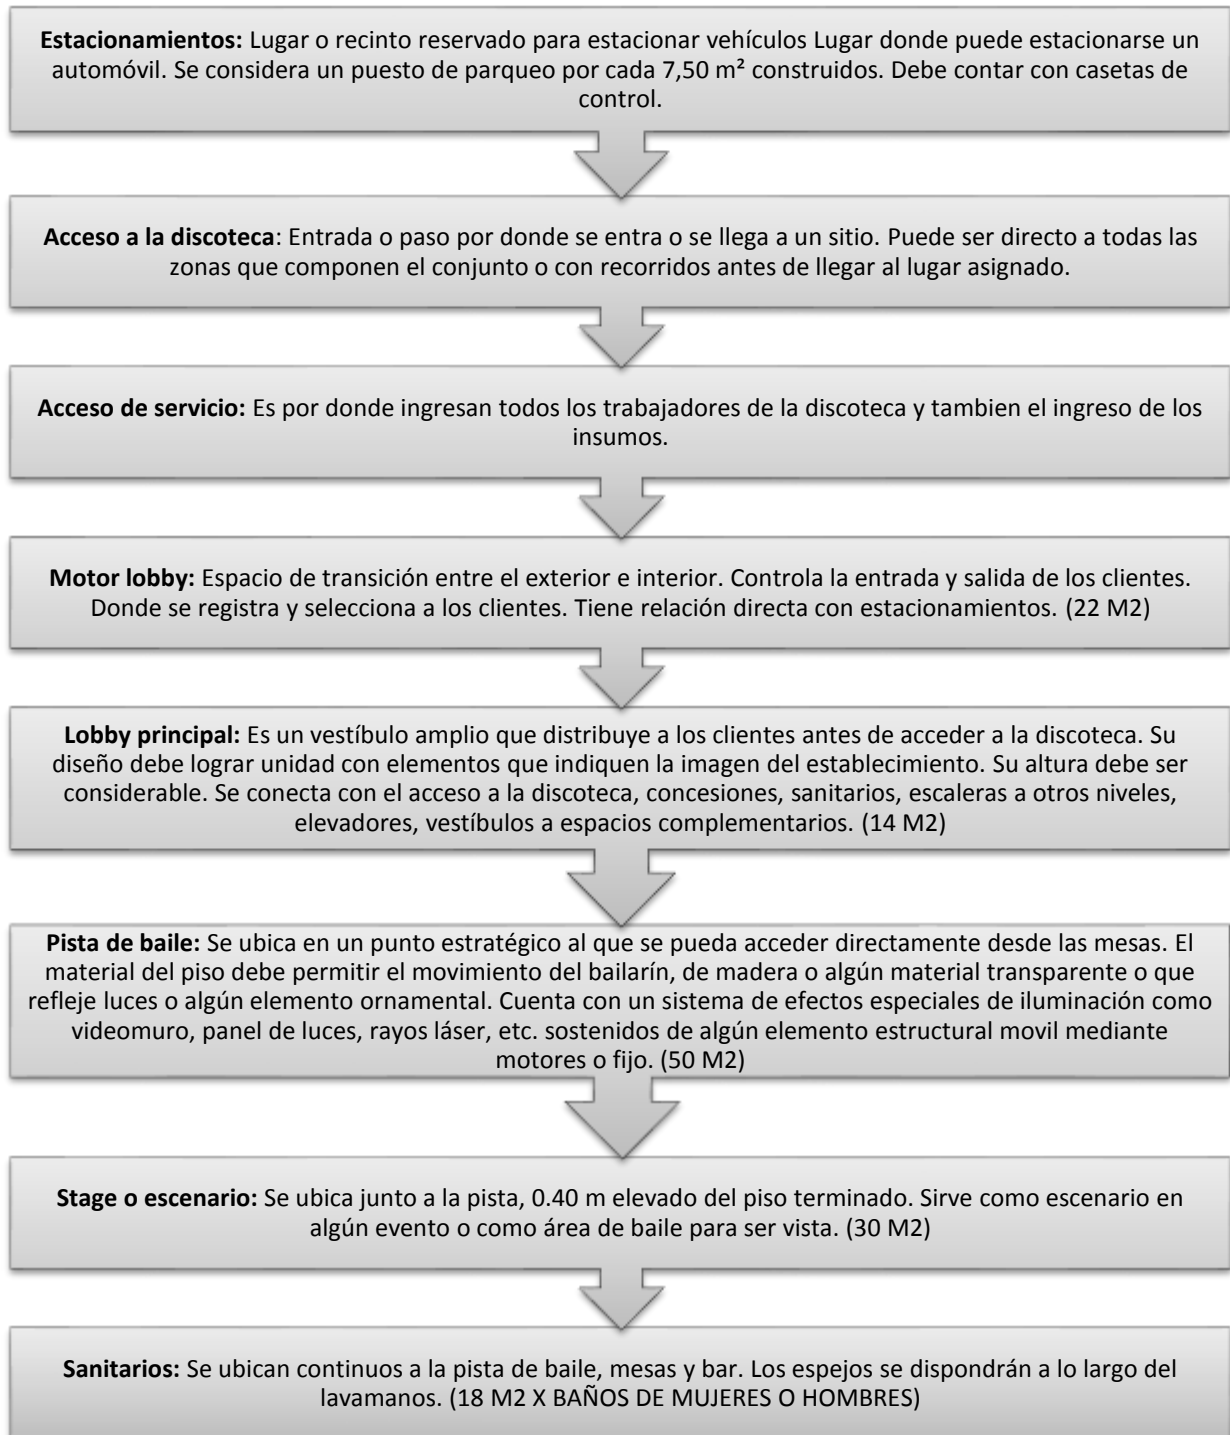 Estacionamientos: Lugar o recinto reservado para estacionar vehículos Lugar donde puede estacionarse un
automóvil. Se considera un puesto de parqueo por cada 7,50 m² construidos. Debe contar con casetas de
control.
Acceso a la discoteca: Entrada o paso por donde se entra o se llega a un sitio. Puede ser directo a todas las
zonas que componen el conjunto o con recorridos antes de llegar al lugar asignado.
Acceso de servicio: Es por donde ingresan todos los trabajadores de la discoteca y tambien el ingreso de los
insumos.
Motor lobby: Espacio de transición entre el exterior e interior. Controla la entrada y salida de los clientes.
Donde se registra y selecciona a los clientes. Tiene relación directa con estacionamientos. (22 M2)
Lobby principal: Es un vestíbulo amplio que distribuye a los clientes antes de acceder a la discoteca. Su
diseño debe lograr unidad con elementos que indiquen la imagen del establecimiento. Su altura debe ser
considerable. Se conecta con el acceso a la discoteca, concesiones, sanitarios, escaleras a otros niveles,
elevadores, vestíbulos a espacios complementarios. (14 M2)
Pista de baile: Se ubica en un punto estratégico al que se pueda acceder directamente desde las mesas. El
material del piso debe permitir el movimiento del bailarín, de madera o algún material transparente o que
refleje luces o algún elemento ornamental. Cuenta con un sistema de efectos especiales de iluminación como
videomuro, panel de luces, rayos láser, etc. sostenidos de algún elemento estructural movil mediante
motores o fijo. (50 M2)
Stage o escenario: Se ubica junto a la pista, 0.40 m elevado del piso terminado. Sirve como escenario en
algún evento o como área de baile para ser vista. (30 M2)
Sanitarios: Se ubican continuos a la pista de baile, mesas y bar. Los espejos se dispondrán a lo largo del
lavamanos. (18 M2 X BAÑOS DE MUJERES O HOMBRES)